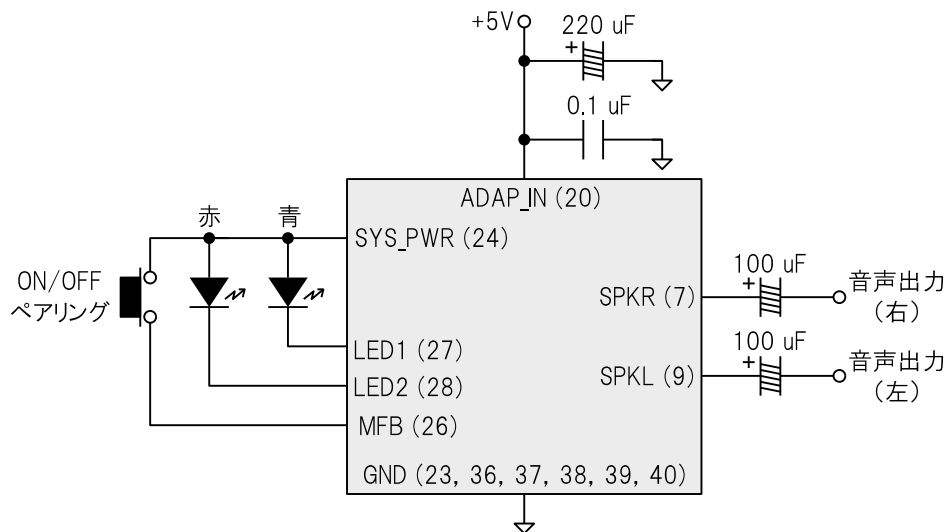 +5V
220 uF
+
0.1 uF
ADAP_IN (20)
赤
青
SYS_PWR (24)
ON/OFF
ペアリング
LED1 (27)
LED2 (28)
MFB (26)
GND (23, 36, 37, 38, 39, 40)
SPKR (7)
100 uF
+
音声出力
(右)
SPKL (9)
100 uF
+
音声出力
(左)